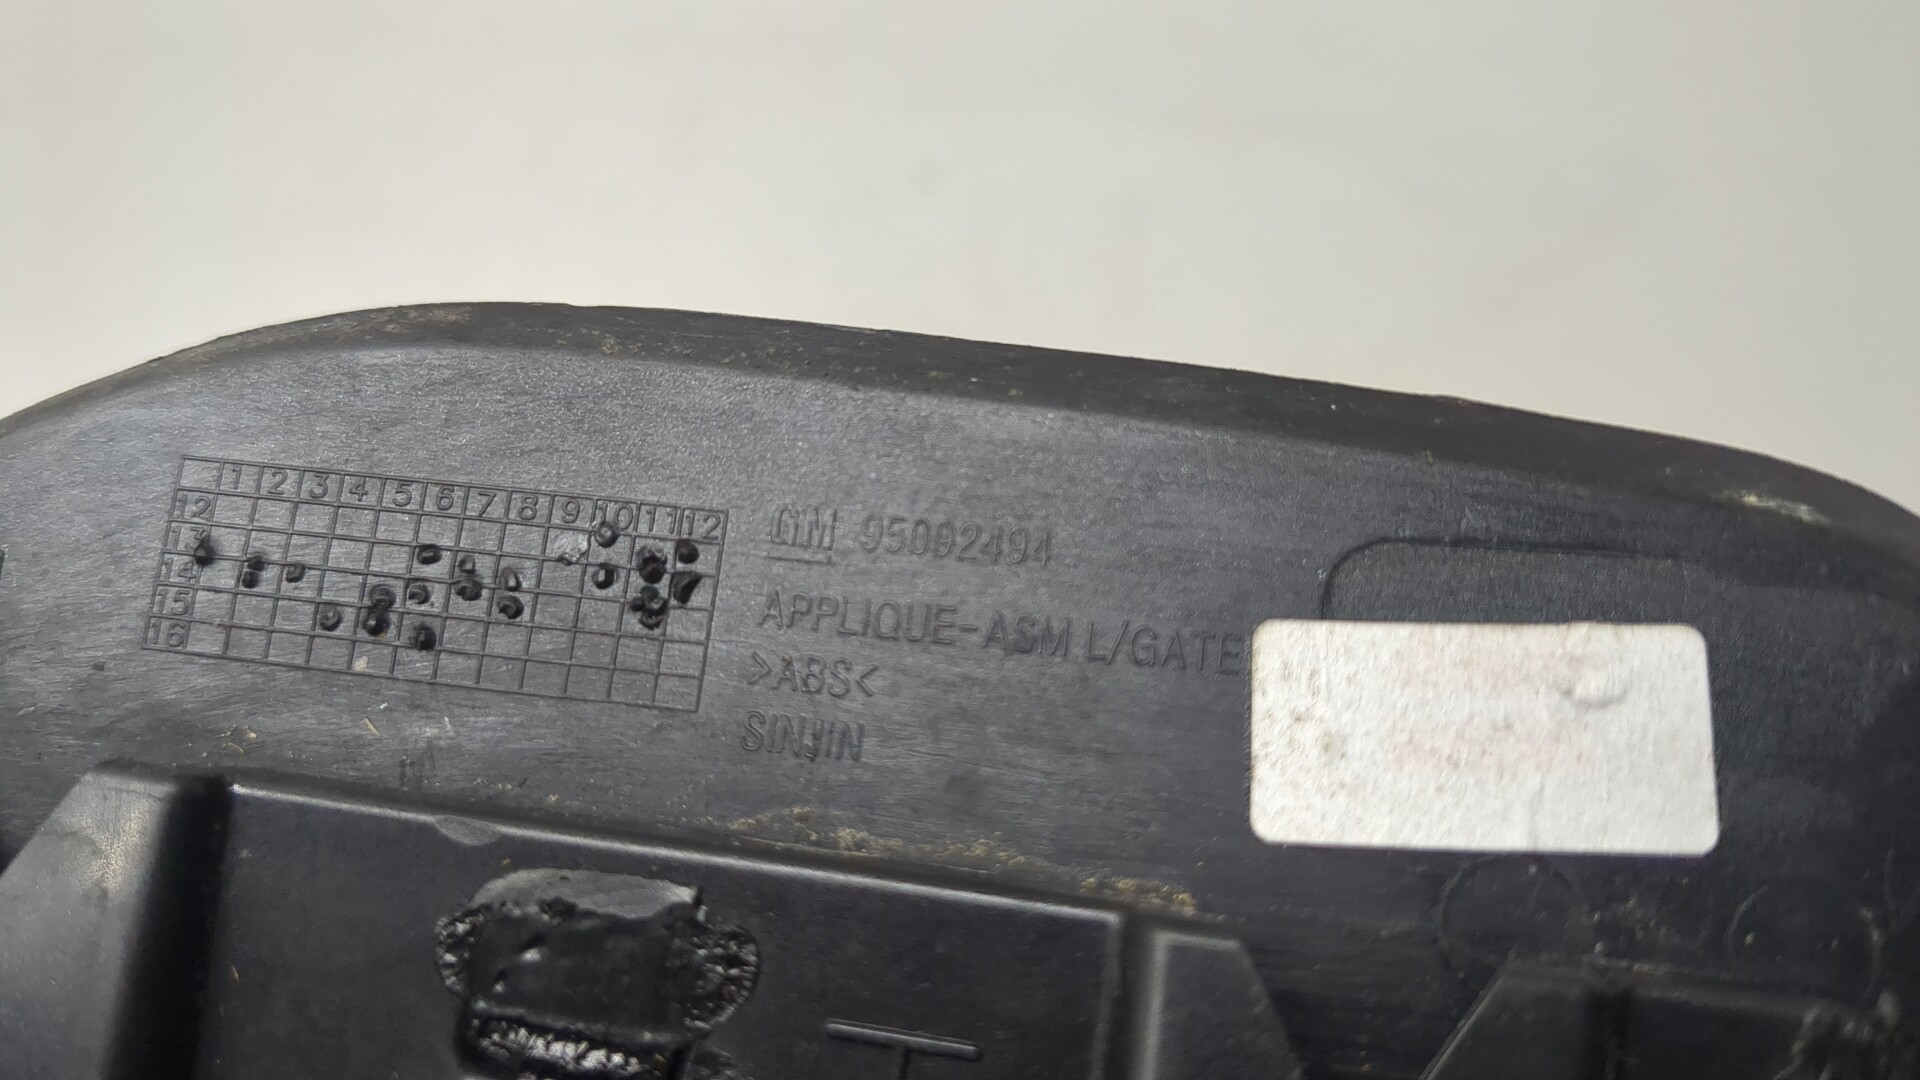 1 2 3 4 5 6 7 8 9 10 11 12
12
13
14
15
16
GM 95092494
APPLIQUE-ASM L/GATE
>ABS<
SINJIN